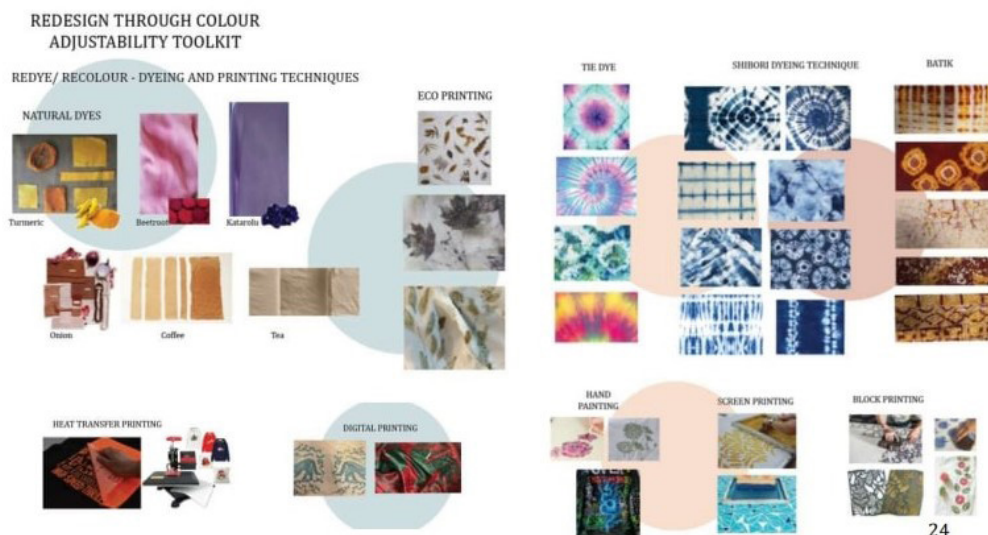 REDESIGN THROUGH COLOUR
ADJUSTABILITY TOOLKIT
REDYE/ RECOLOUR - DYEING AND PRINTING TECHNIQUES
NATURAL DYES
Turmeric
Beetroot
Katarolu
Onion
Coffee
Tea
ECO PRINTING
HEAT TRANSFER PRINTING
DIGITAL PRINTING
TIE DYE
SHIBORI DYEING TECHNIQUE
BATIK
HAND
PAINTING
SCREEN PRINTING
BLOCK PRINTING
24